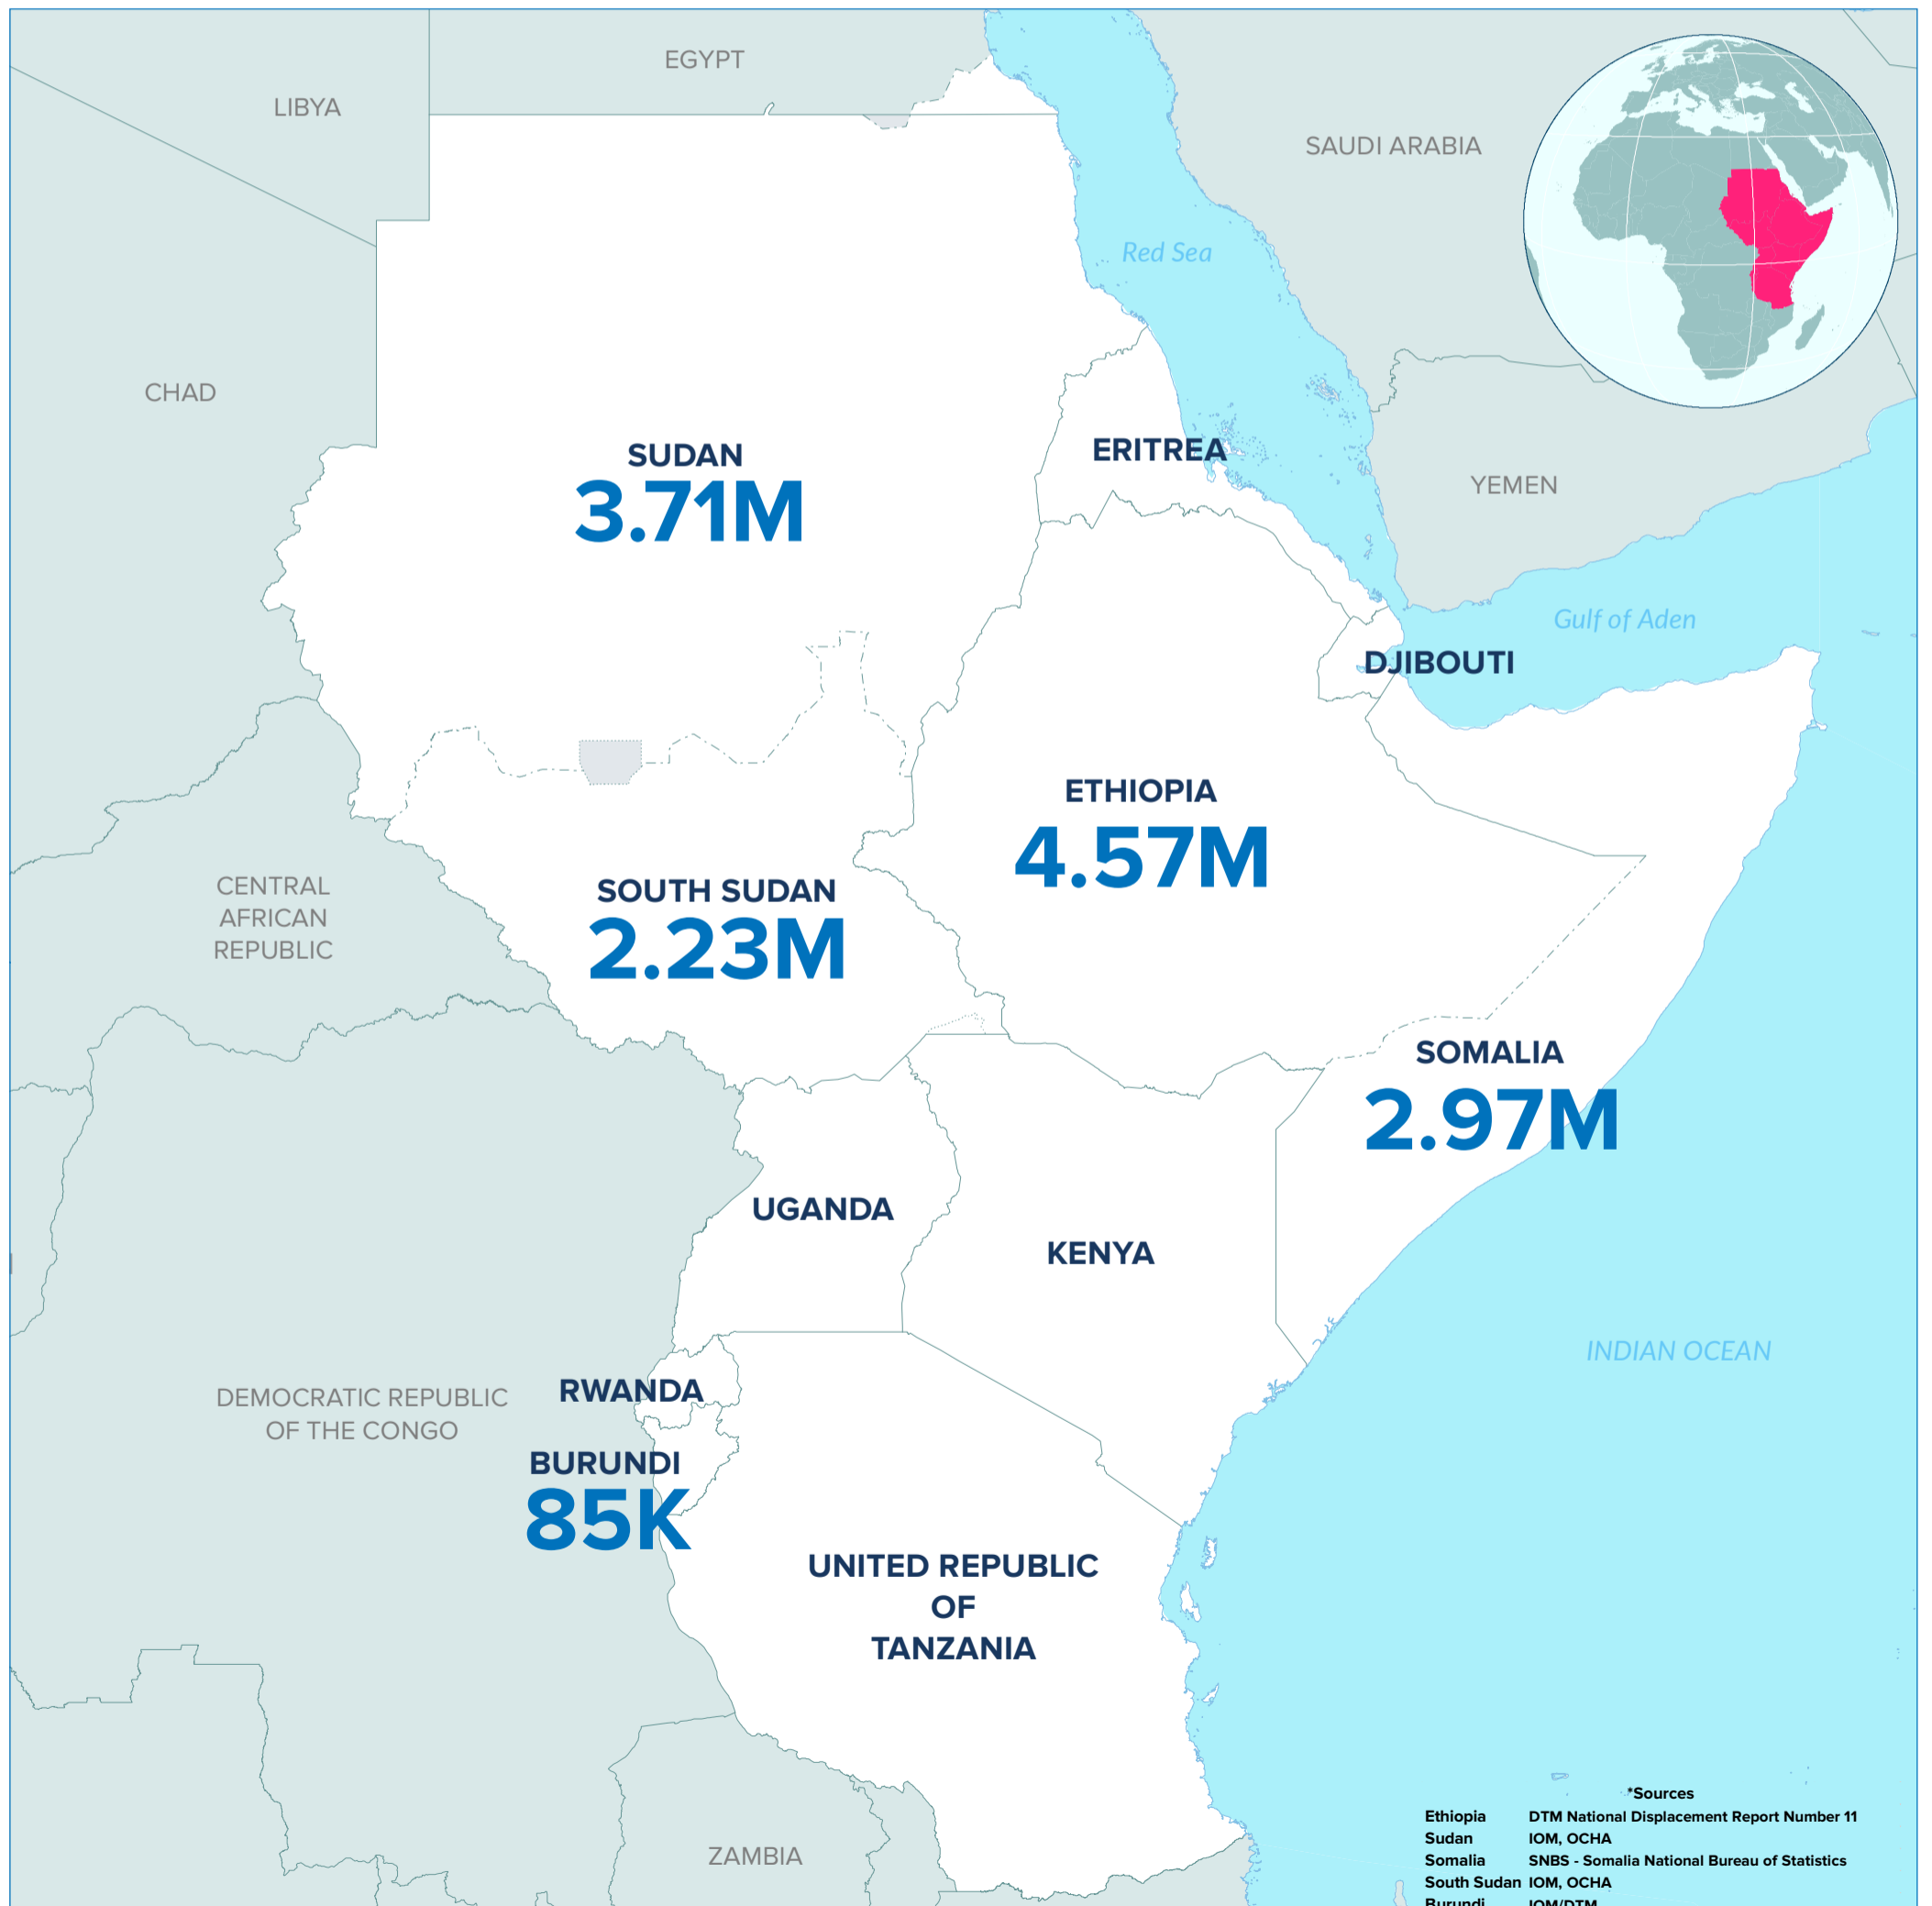 EGYPT
LIBYA
SAUDI ARABIA
Red Sea
CHAD
SUDAN
3.71M
ERITREA
YEMEN
Gulf of Aden
DJIBOUTI
ETHIOPIA
4.57M
CENTRAL
AFRICAN
REPUBLIC
SOUTH SUDAN
2.23M
SOMALIA
2.97M
UGANDA
KENYA
INDIAN OCEAN
RWANDA
DEMOCRATIC REPUBLIC
OF THE CONGO
BURUNDI
85K
UNITED REPUBLIC
OF
TANZANIA
ZAMBIA
*Sources
Ethiopia DTM National Displacement Report Number 11
Sudan IOM, OCHA
Somalia SNBS - Somalia National Bureau of Statistics
South Sudan IOM, OCHA
Burundi IOM/DTM